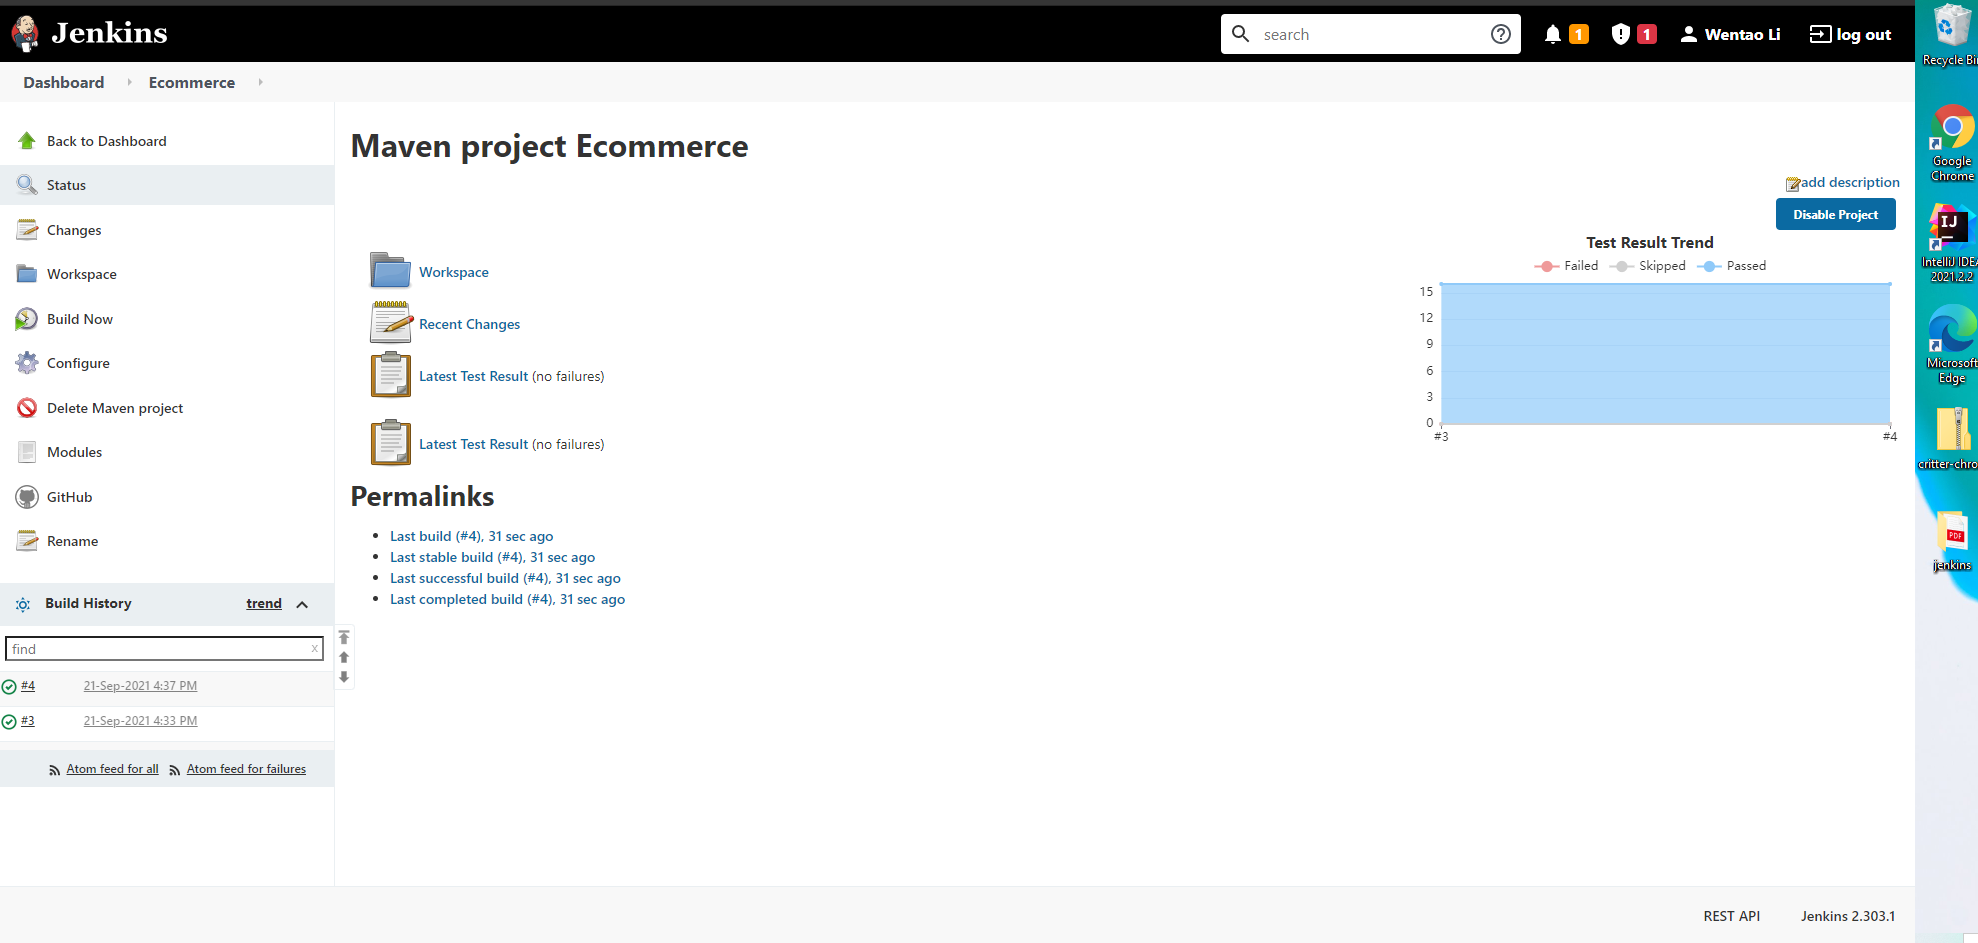 Jenkins
search
1
1
Wentao Li
log out
Dashboard
Ecommerce
Back to Dashboard
Status
Changes
Workspace
Build Now
Configure
Delete Maven project
Modules
GitHub
Rename
Build History
trend
find
x
#4
21-Sep-2021 4:37 PM
#3
21-Sep-2021 4:33 PM
Atom feed for all
Atom feed for failures
Maven project Ecommerce
add description
Disable Project
Workspace
Recent Changes
Latest Test Result (no failures)
Latest Test Result (no failures)
Test Result Trend
Failed
Skipped
Passed
15
12
9
6
3
0
#3
#4
Permalinks
Last build (#4), 31 sec ago
Last stable build (#4), 31 sec ago
Last successful build (#4), 31 sec ago
Last completed build (#4), 31 sec ago
REST API
Jenkins 2.303.1
Recycle Bi
Google
Chrome
IJ
IntelliJ IDEA
2021.2.2
Microsoft
Edge
critter-chro
PDF
jenkins